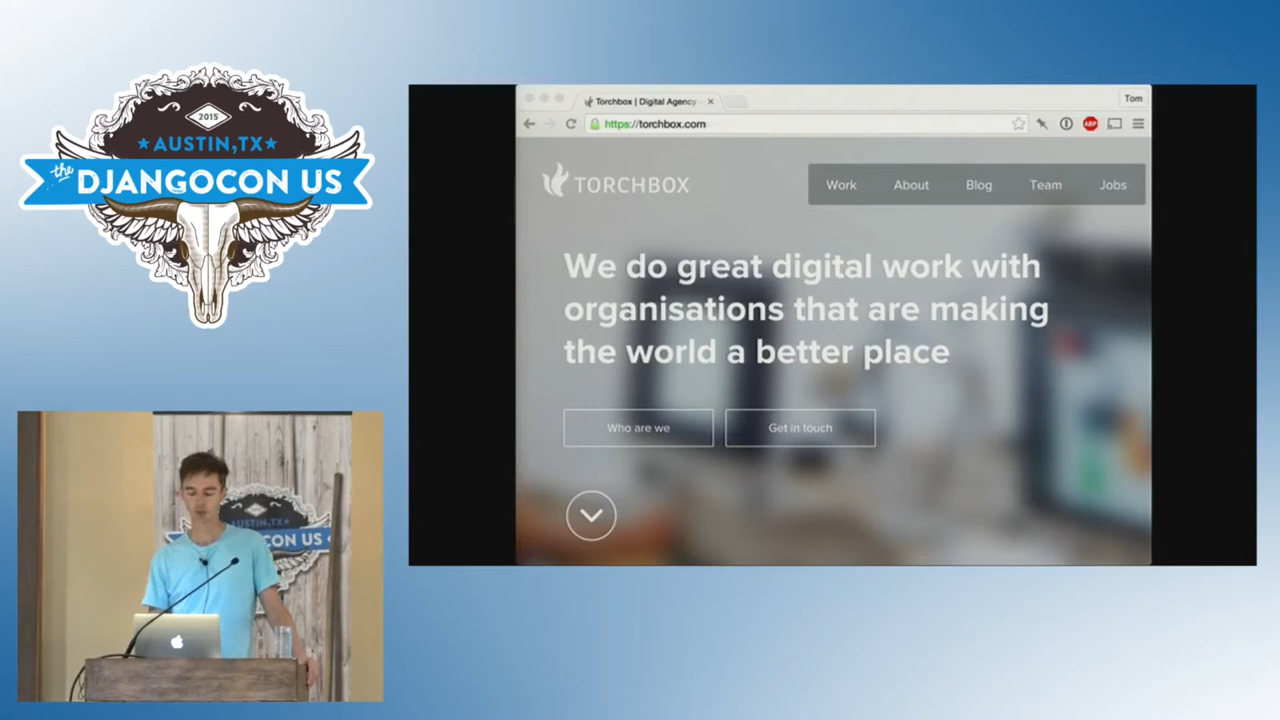 2015
★AUSTIN,TX★
the DJANGOCON US
Torchbox | Digital Agency
Tom
https://torchbox.com
ABP
TORCHBOX
Work
About
Blog
Team
Jobs
We do great digital work with
organisations that are making
the world a better place
Who are we
Get in touch
AUSTIN,TX★
CON US